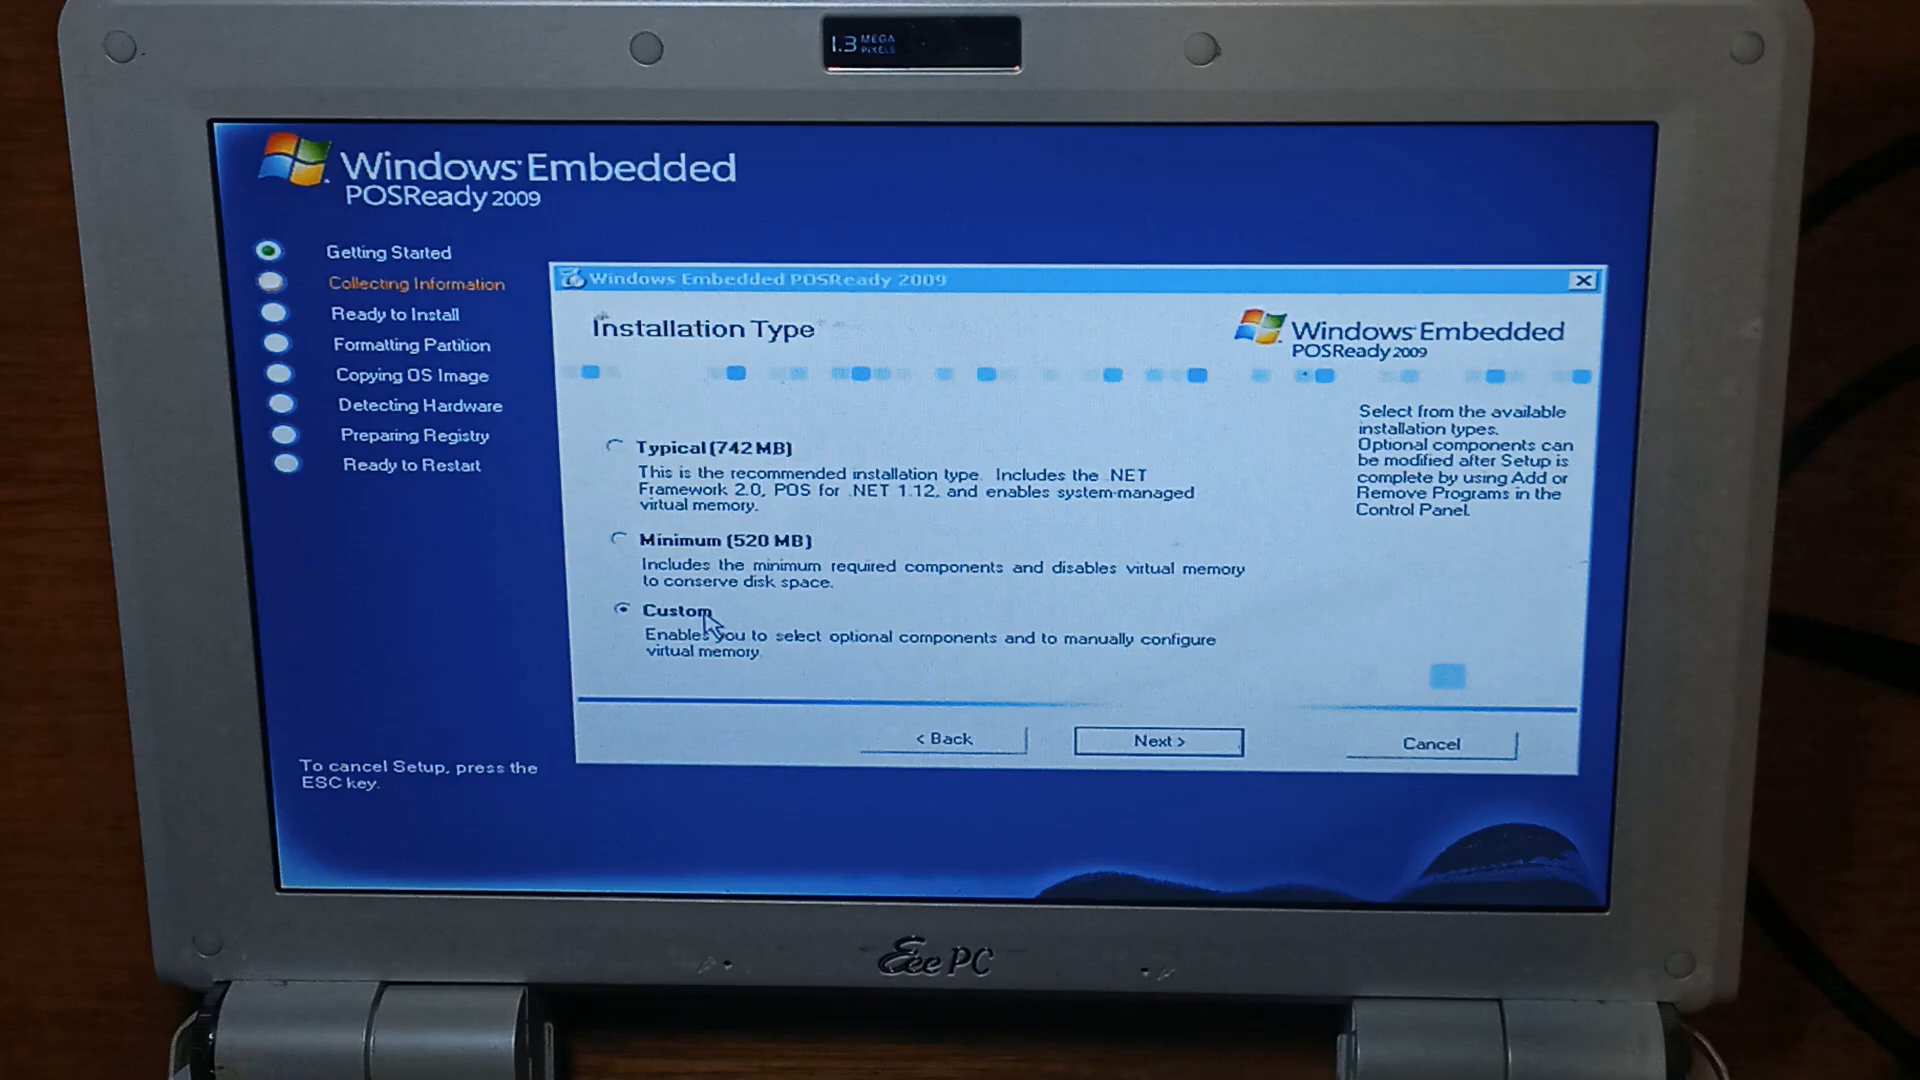 1.3 MEGA PIXELS
Windows Embedded
POSReady 2009
Getting Started
Collecting Information
Ready to Install
Formatting Partition
Copying OS Image
Detecting Hardware
Preparing Registry
Ready to Restart
To cancel Setup, press the
ESC key.
Windows Embedded POSReady 2009
Installation Type
Windows Embedded
POSReady 2009
Typical (742 MB)
This is the recommended installation type. Includes the .NET
Framework 2.0, POS for .NET 1.12, and enables system-managed
virtual memory.
Minimum (520 MB)
Includes the minimum required components and disables virtual memory
to conserve disk space.
Custom
Enables you to select optional components and to manually configure
virtual memory.
Select from the available
installation types.
Optional components can
be modified after Setup is
complete by using Add or
Remove Programs in the
Control Panel.
< Back
Next >
Cancel
Eee PC